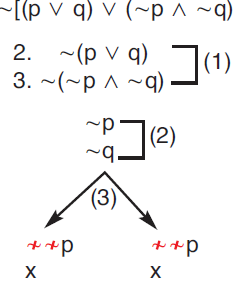 ~[(p ∨ q) ∨ (~p ∧ ~q)
2. ~(p ∨ q)
(1)
3. ~(~p ∧ ~q)
~p
(2)
~q
(3)
≁≁p ≁≁p
x x